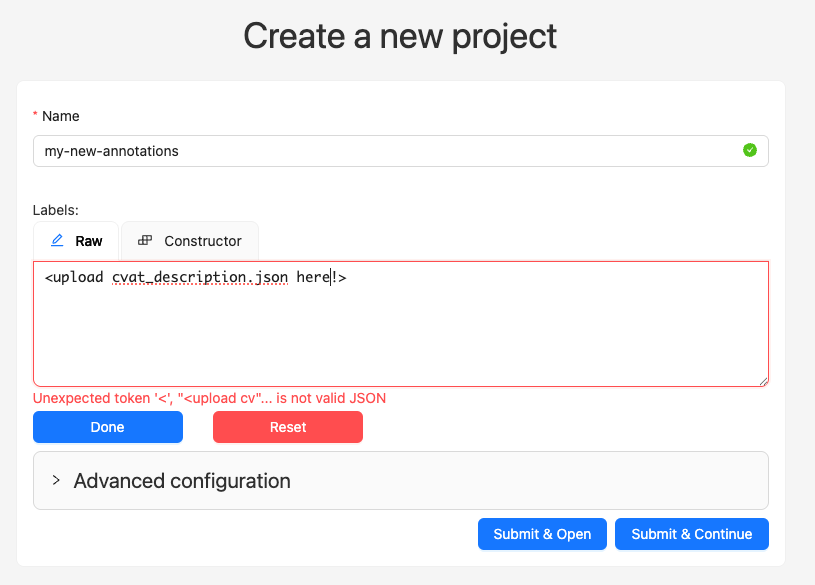 Create a new project
* Name
my-new-annotations
Labels:
Raw Constructor
<upload cvat_description.json here!>
Unexpected token '<', "<upload cv"... is not valid JSON
Done Reset
Advanced configuration
Submit & Open Submit & Continue